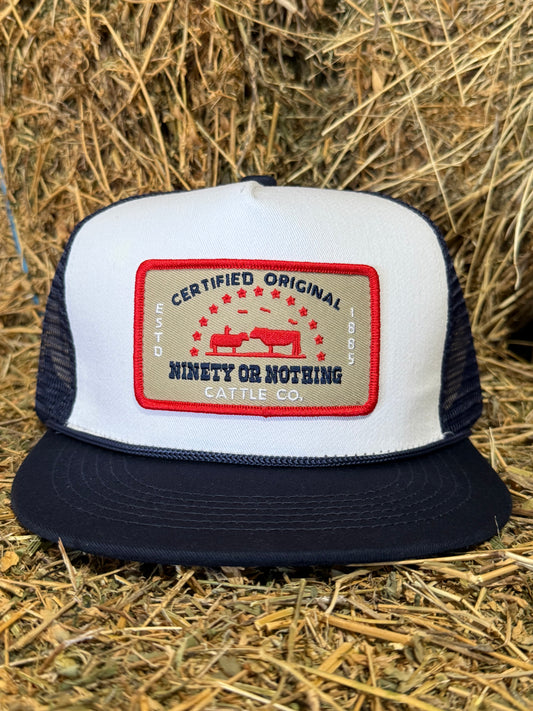 CERTIFIED ORIGINAL
ESTD
1885
NINETY OR NOTHING
CATTLE CO,